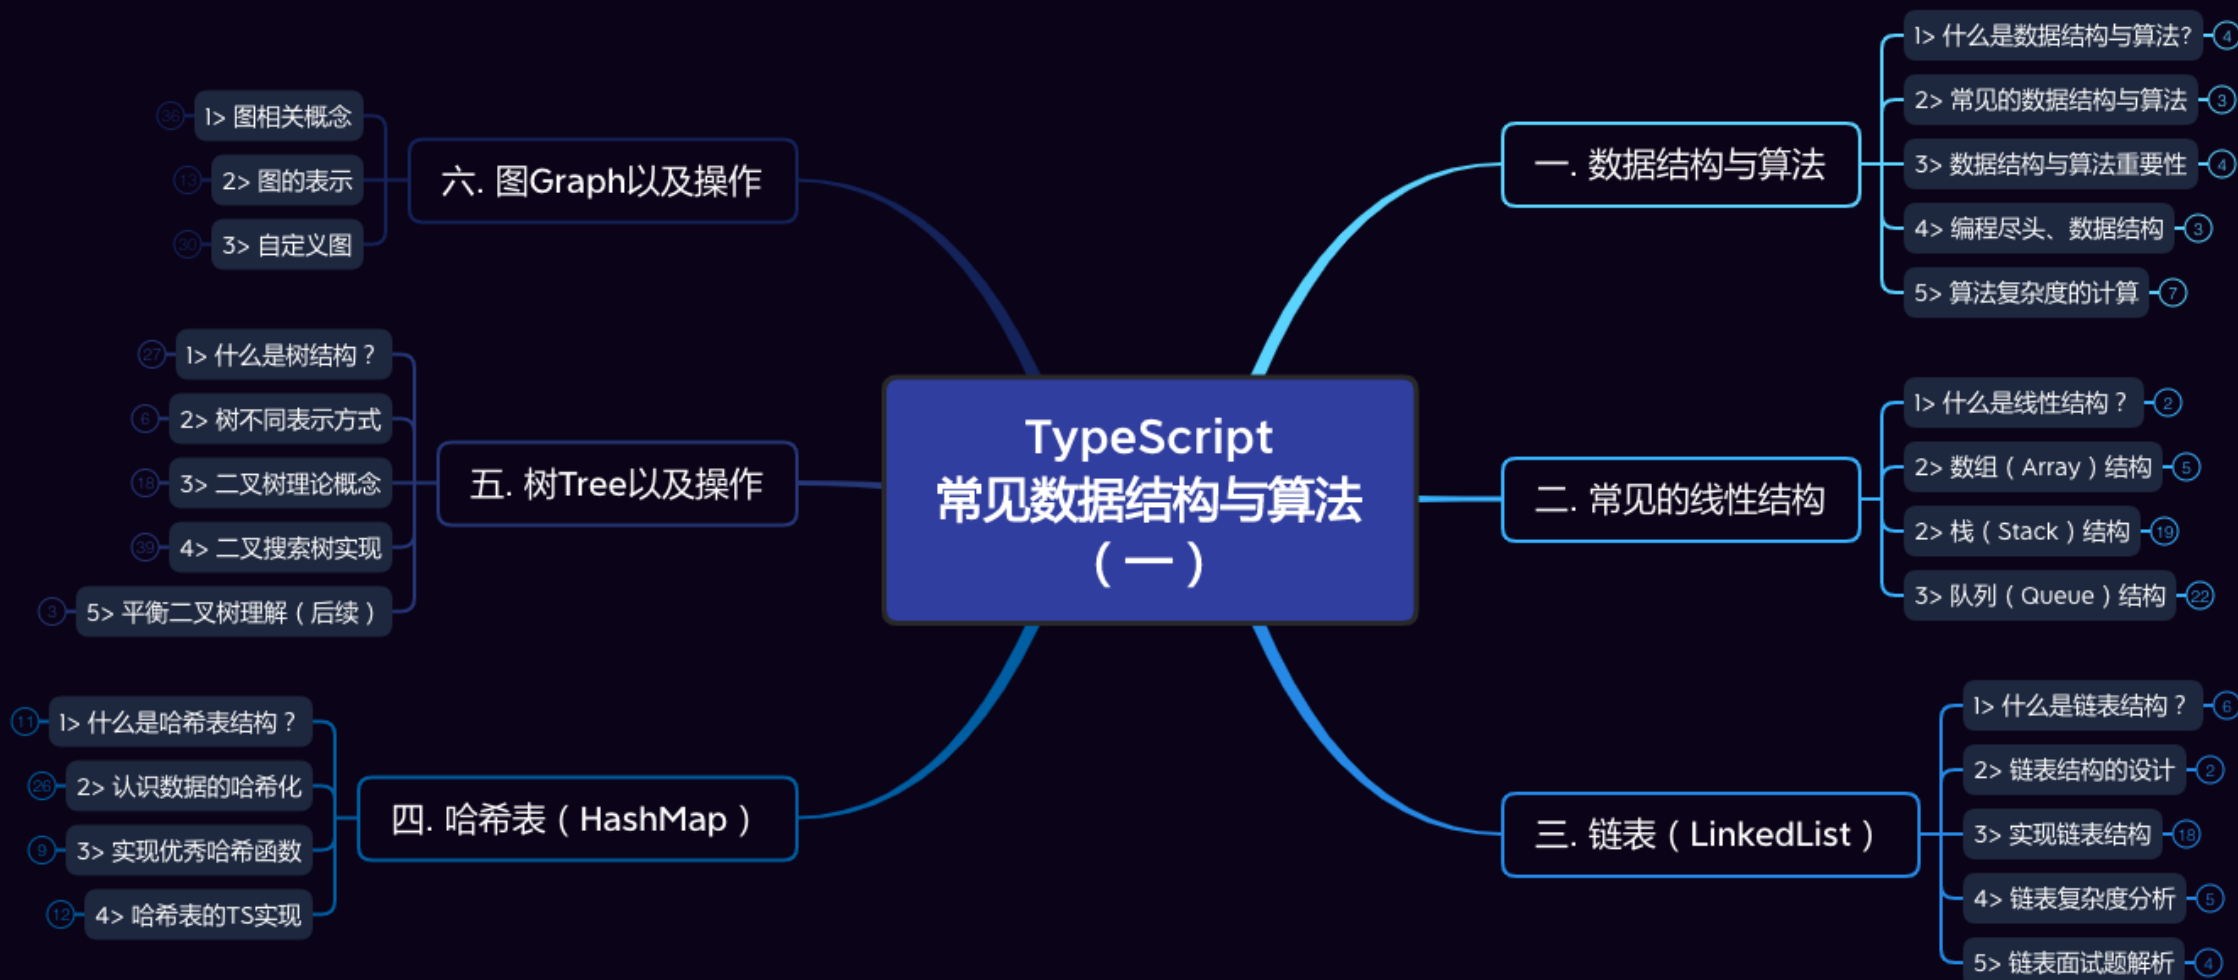 TypeScript
常见数据结构与算法
（一）
一. 数据结构与算法
1> 什么是数据结构与算法?
4
2> 常见的数据结构与算法
3
3> 数据结构与算法重要性
4
4> 编程尽头、数据结构
3
5> 算法复杂度的计算
7
二. 常见的线性结构
1> 什么是线性结构？
2
2> 数组（Array）结构
5
2> 栈（Stack）结构
19
3> 队列（Queue）结构
22
三. 链表（LinkedList）
1> 什么是链表结构？
6
2> 链表结构的设计
2
3> 实现链表结构
18
4> 链表复杂度分析
5
5> 链表面试题解析
4
四. 哈希表（HashMap）
1> 什么是哈希表结构？
11
2> 认识数据的哈希化
26
3> 实现优秀哈希函数
9
4> 哈希表的TS实现
12
五. 树Tree以及操作
1> 什么是树结构？
27
2> 树不同表示方式
6
3> 二叉树理论概念
18
4> 二叉搜索树实现
39
5> 平衡二叉树理解（后续）
3
六. 图Graph以及操作
1> 图相关概念
36
2> 图的表示
13
3> 自定义图
30